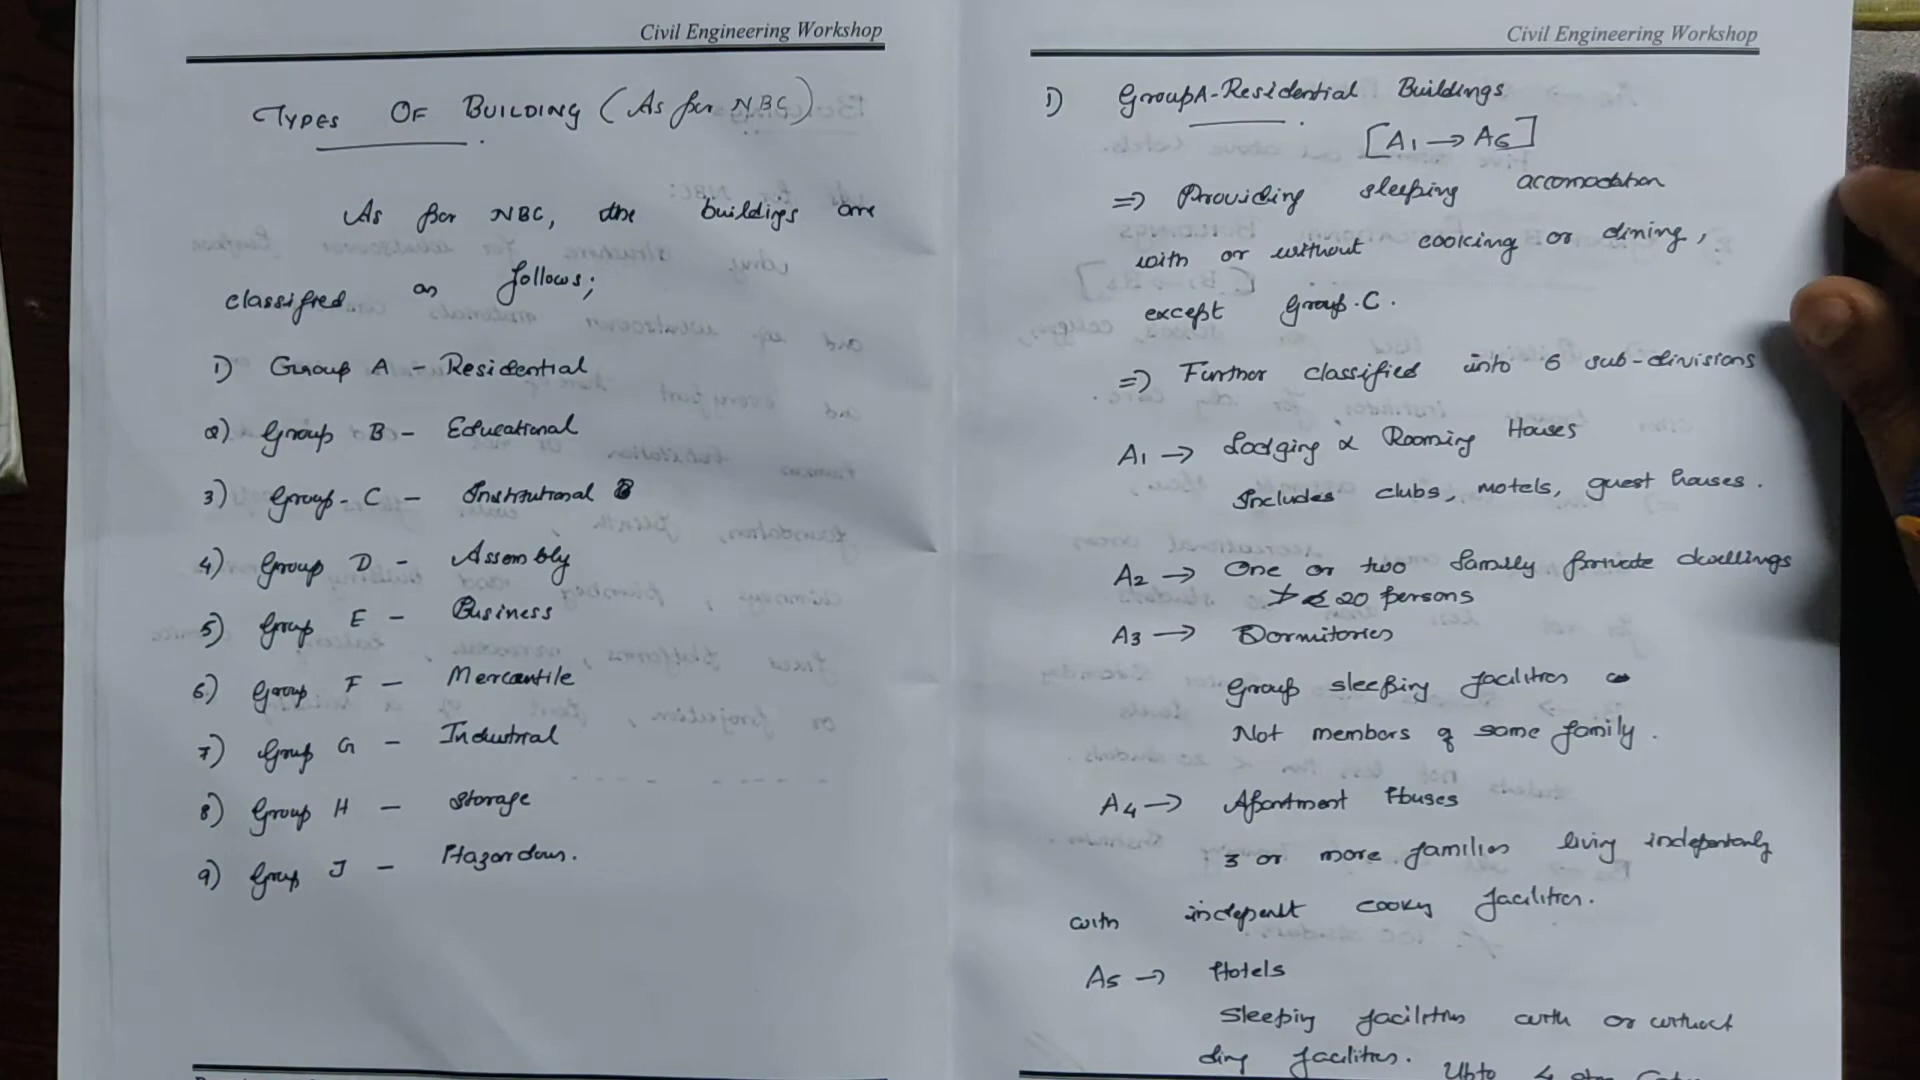 Civil Engineering Workshop
TYPES OF BUILDING (As per NBC)
As per NBC, the buildings are
classified as follows;
1) Group A - Residential
2) Group B - Educational
3) Group - C - Institutional
4) Group D - Assembly
5) Group E - Business
6) Group F - Mercantile
7) Group G - Industrial
8) Group H - Storage
9) Group J - Hazardous.
Civil Engineering Workshop
1) Group A - Residential Buildings
[A1 → A6]
⇒ Providing sleeping accomodation
with or without cooking or dining,
except Group - C.
⇒ Further classified into 6 sub-divisions
A1 → Lodging & Rooming Houses
Includes clubs, motels, guest houses.
A2 → One or two family private dwellings
20 persons
A3 → Dormitories
Group sleeping facilities
Not members of same family.
A4 → Apartment Houses
3 or more families living independently
with independent cooking facilities.
A5 → Hotels
Sleeping facilities with or without
dining facilities. Upto 4 star